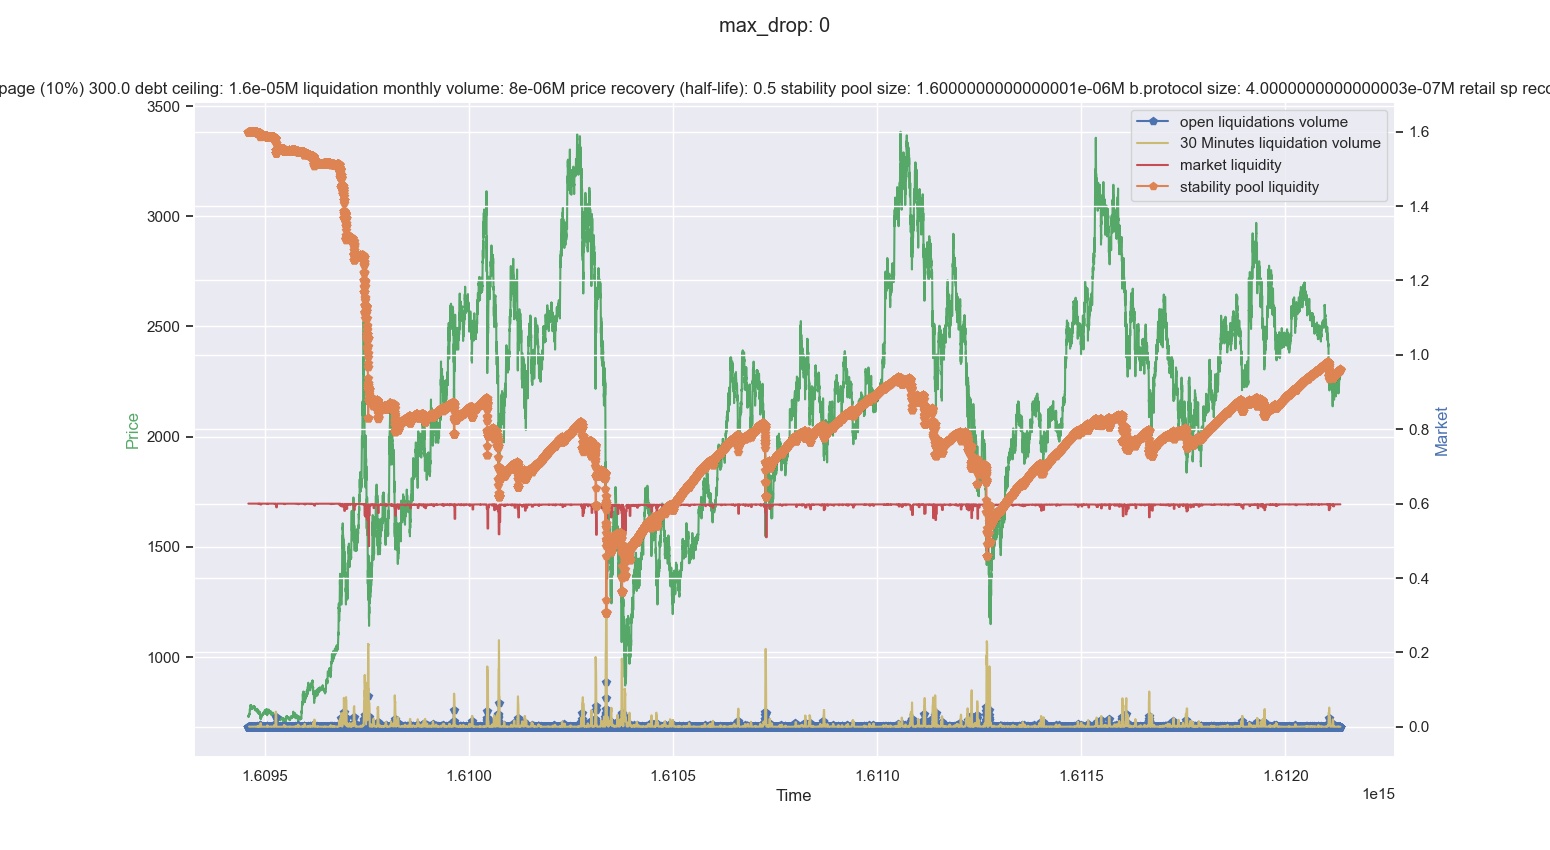 max_drop: 0
page (10%) 300.0 debt ceiling: 1.6e-05M liquidation monthly volume: 8e-06M price recovery (half-life): 0.5 stability pool size: 1.6000000000000001e-06M b.protocol size: 4.0000000000000003e-07M retail sp reco
3500
3000
2500
2000
1500
1000
Price
open liquidations volume
30 Minutes liquidation volume
market liquidity
stability pool liquidity
1.6
1.4
1.2
1.0
0.8
0.6
0.4
0.2
0.0
Market
1.6095
1.6100
1.6105
1.6110
1.6115
1.6120
Time
1e15